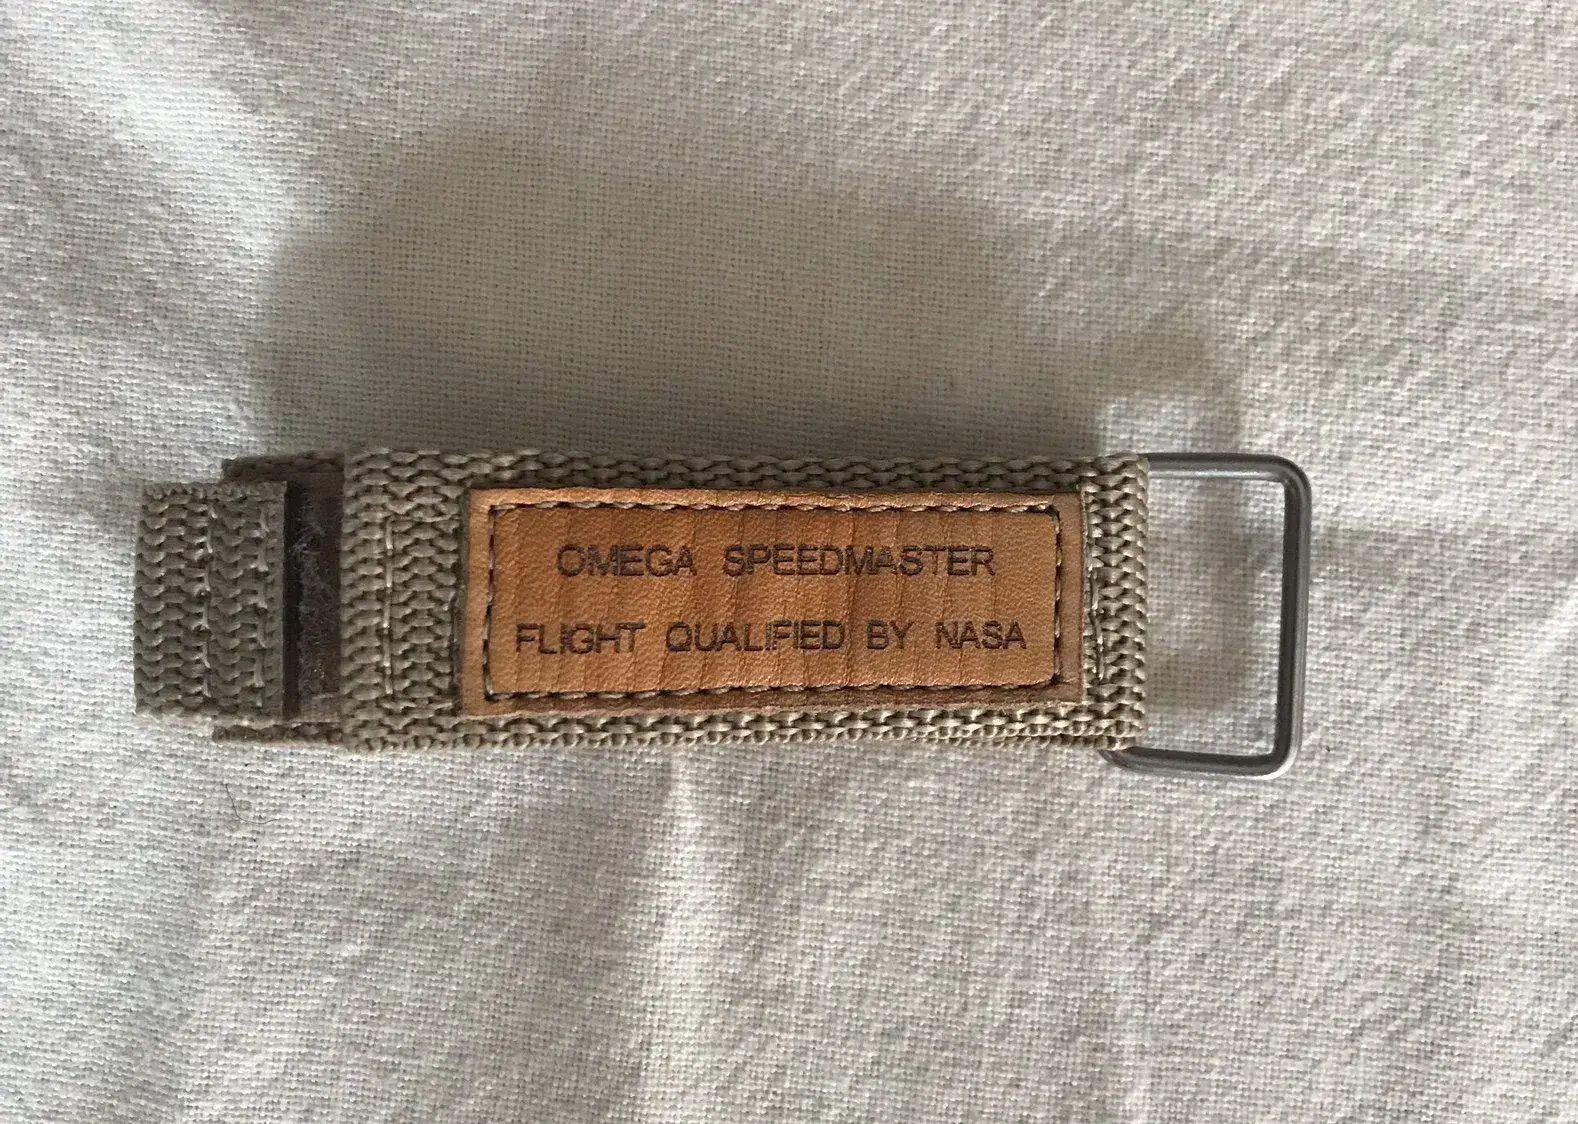 OMEGA SPEEDMASTER
FLIGHT QUALIFIED BY NASA